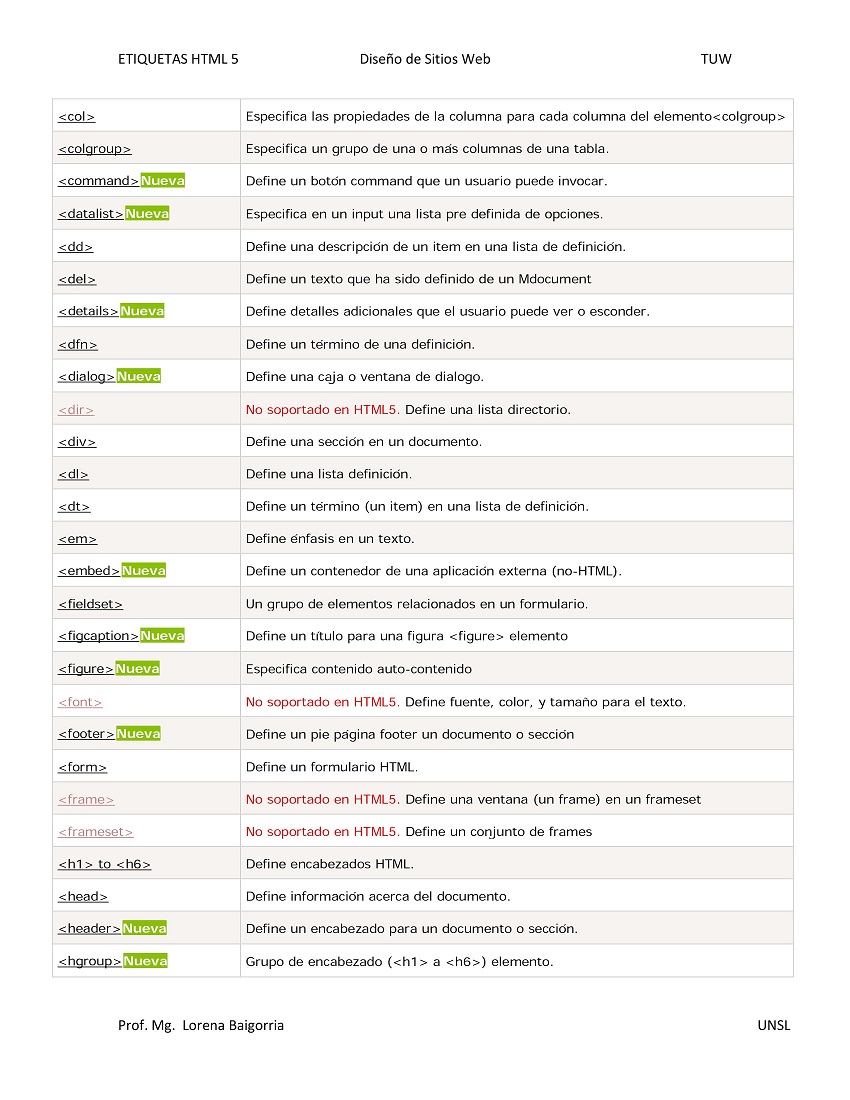 ETIQUETAS HTML 5 Diseño de Sitios Web TUW
<col> Especifica las propiedades de la columna para cada columna del elemento<colgroup>
<colgroup> Especifica un grupo de una o más columnas de una tabla.
<command>Nueva Define un botón command que un usuario puede invocar.
<datalist>Nueva Especifica en un input una lista pre definida de opciones.
<dd> Define una descripción de un item en una lista de definición.
<del> Define un texto que ha sido definido de un Mdocument
<details>Nueva Define detalles adicionales que el usuario puede ver o esconder.
<dfn> Define un término de una definición.
<dialog>Nueva Define una caja o ventana de dialogo.
<dir> No soportado en HTML5. Define una lista directorio.
<div> Define una sección en un documento.
<dl> Define una lista definición.
<dt> Define un término (un item) en una lista de definición.
<em> Define énfasis en un texto.
<embed>Nueva Define un contenedor de una aplicación externa (no-HTML).
<fieldset> Un grupo de elementos relacionados en un formulario.
<figcaption>Nueva Define un título para una figura <figure> elemento
<figure>Nueva Especifica contenido auto-contenido
<font> No soportado en HTML5. Define fuente, color, y tamaño para el texto.
<footer>Nueva Define un pie página footer un documento o sección
<form> Define un formulario HTML.
<frame> No soportado en HTML5. Define una ventana (un frame) en un frameset
<frameset> No soportado en HTML5. Define un conjunto de frames
<h1> to <h6> Define encabezados HTML.
<head> Define información acerca del documento.
<header>Nueva Define un encabezado para un documento o sección.
<hgroup>Nueva Grupo de encabezado (<h1> a <h6>) elemento.
Prof. Mg. Lorena Baigorria UNSL